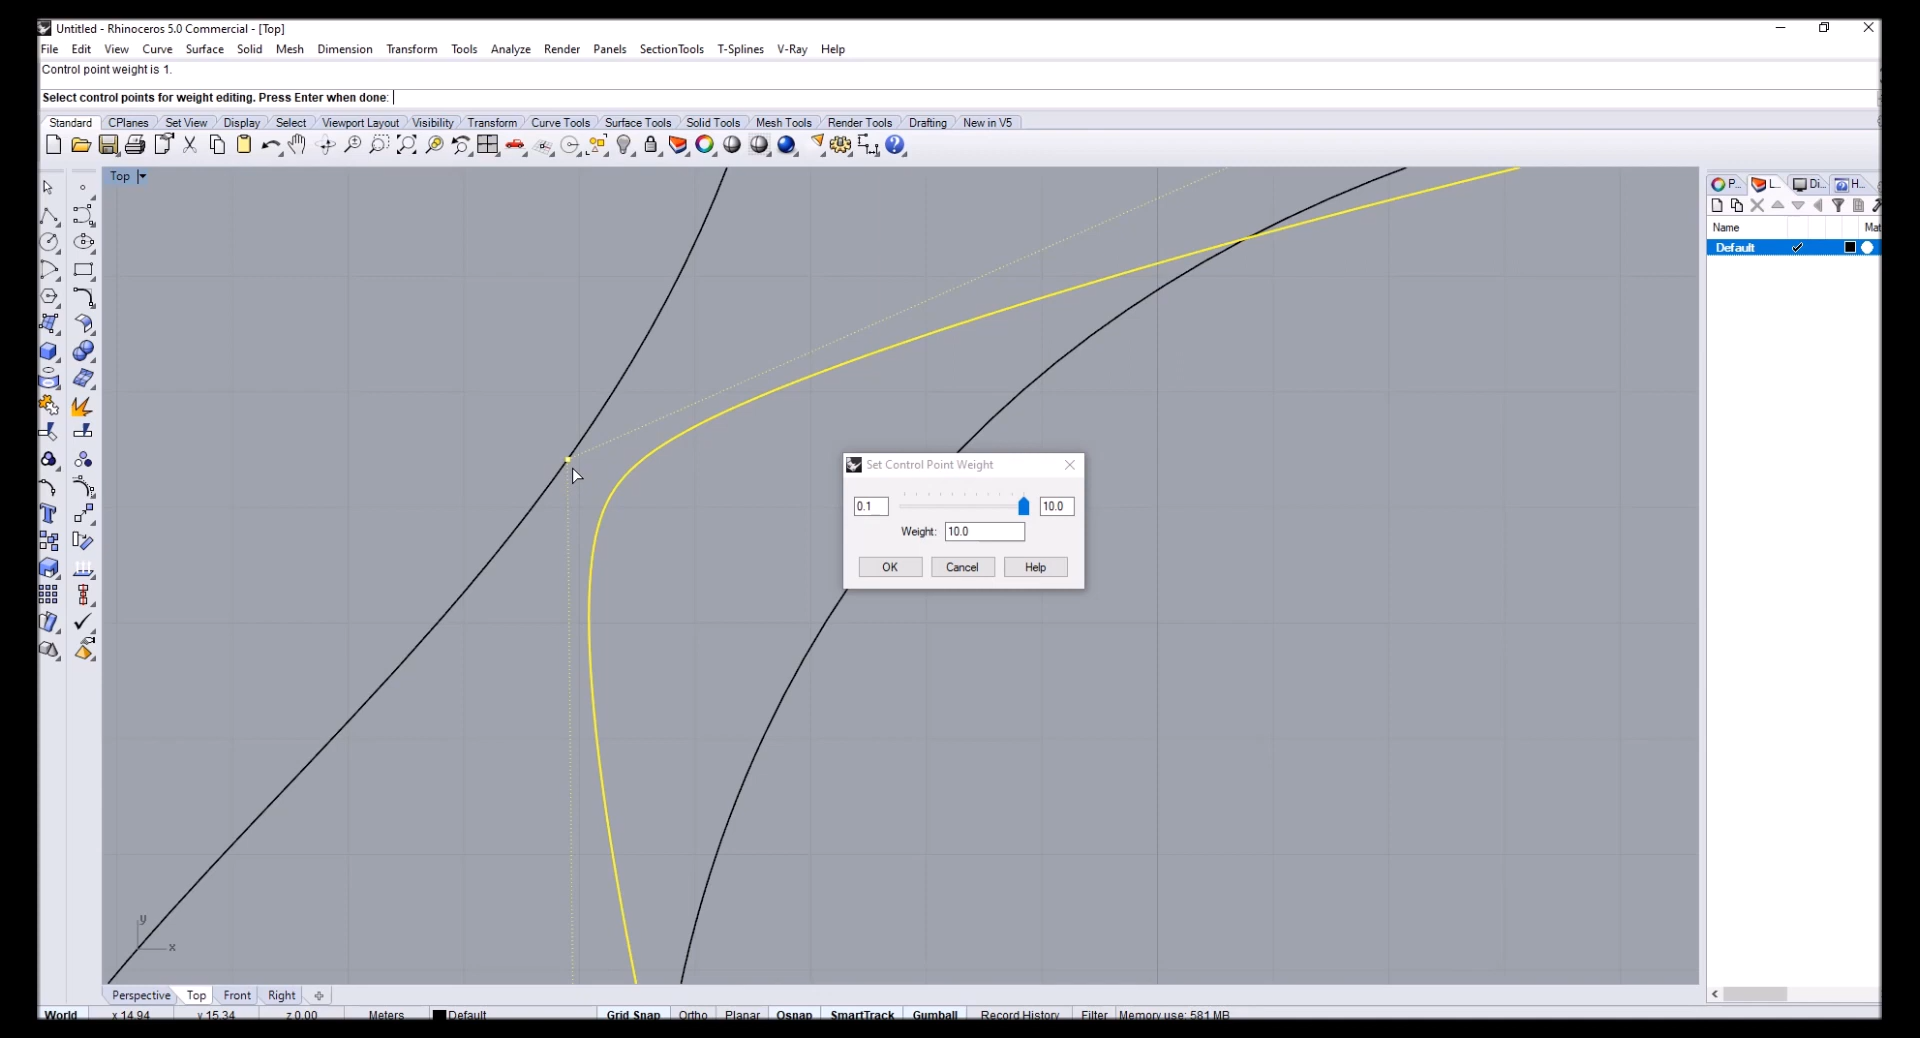 Untitled - Rhinoceros 5.0 Commercial - [Top]
File Edit View Curve Surface Solid Mesh Dimension Transform Tools Analyze Render Panels SectionTools T-Splines V-Ray Help
Control point weight is 1.
Select control points for weight editing. Press Enter when done:
Standard CPlanes Set View Display Select Viewport Layout Visibility Transform Curve Tools Surface Tools Solid Tools Mesh Tools Render Tools Drafting New in V5
Top
P... L... Di... H...
Name Mat
Default
Set Control Point Weight
0.1 10.0
Weight: 10.0
OK Cancel Help
y
x
Perspective Top Front Right
World x 14.94 y 15.34 z 0.00 Meters Default Grid Snap Ortho Planar Osnap SmartTrack Gumball Record History Filter Memory use: 581 MB